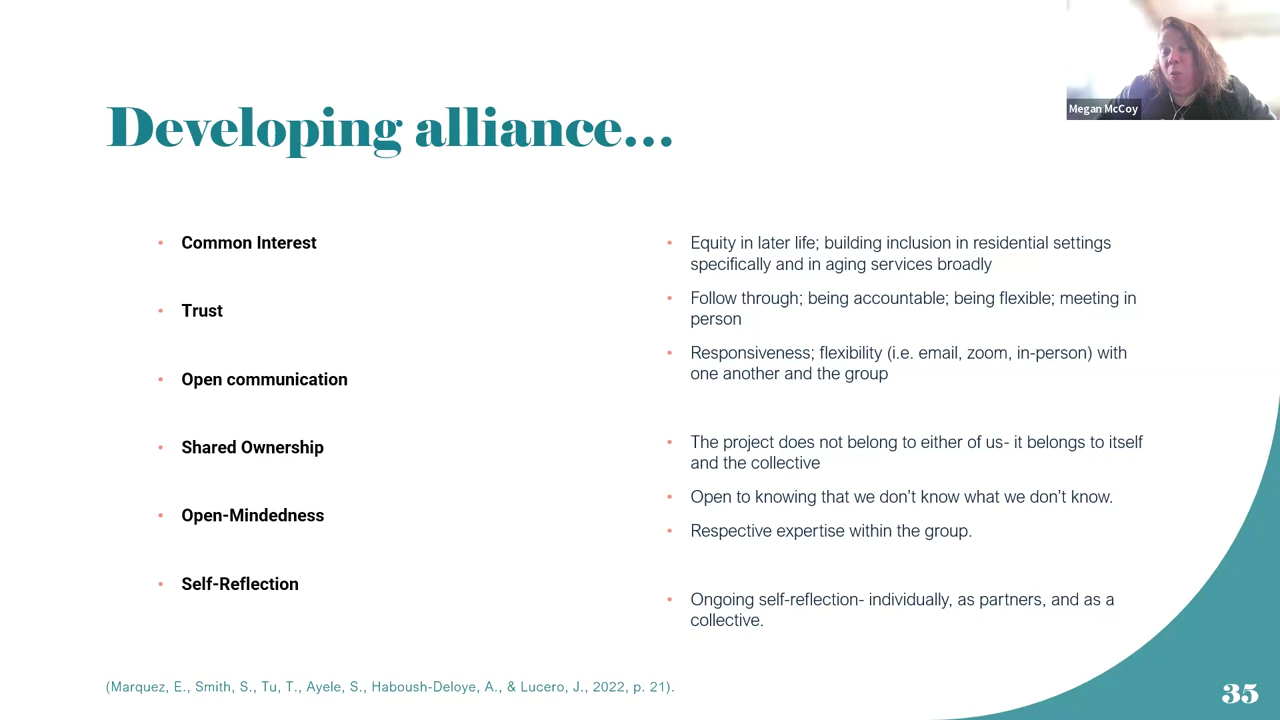 Megan McCoy
Developing alliance...
• Common Interest
• Trust
• Open communication
• Shared Ownership
• Open-Mindedness
• Self-Reflection
• Equity in later life; building inclusion in residential settings
specifically and in aging services broadly
• Follow through; being accountable; being flexible; meeting in
person
• Responsiveness; flexibility (i.e. email, zoom, in-person) with
one another and the group
• The project does not belong to either of us- it belongs to itself
and the collective
• Open to knowing that we don’t know what we don’t know.
• Respective expertise within the group.
• Ongoing self-reflection- individually, as partners, and as a
collective.
(Marquez, E., Smith, S., Tu, T., Ayele, S., Haboush-Deloye, A., & Lucero, J., 2022, p. 21).
35